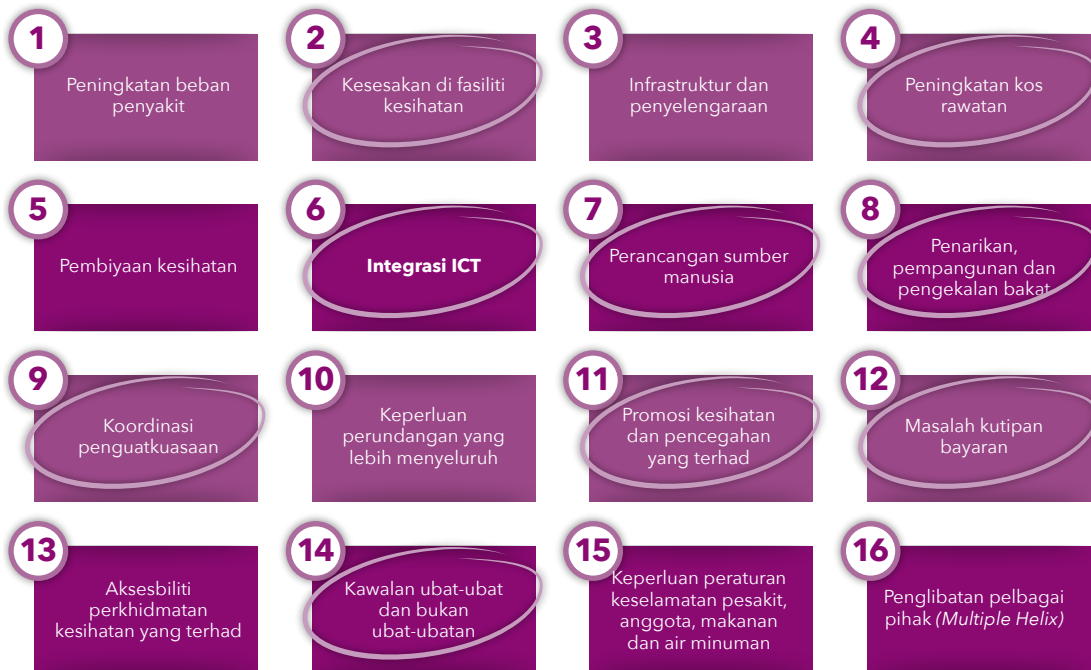 1
Peningkatan beban
penyakit
2
Kesesakan di fasiliti
kesihatan
3
Infrastruktur dan
penyelengaraan
4
Peningkatan kos
rawatan
5
Pembiyaan kesihatan
6
Integrasi ICT
7
Perancangan sumber
manusia
8
Penarikan,
pempangunan dan
pengekalan bakat
9
Koordinasi
penguatkuasaan
10
Keperluan
perundangan yang
lebih menyeluruh
11
Promosi kesihatan
dan pencegahan
yang terhad
12
Masalah kutipan
bayaran
13
Aksesbiliti
perkhidmatan
kesihatan yang terhad
14
Kawalan ubat-ubat
dan bukan
ubat-ubatan
15
Keperluan peraturan
keselamatan pesakit,
anggota, makanan
dan air minuman
16
Penglibatan pelbagai
pihak (Multiple Helix)